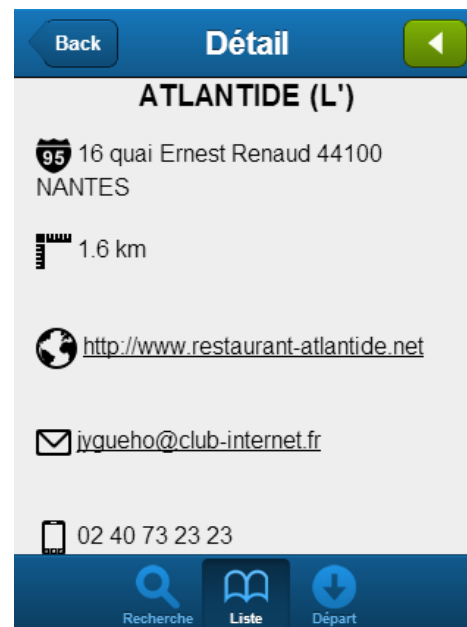 Back
Détail
ATLANTIDE (L')
95 16 quai Ernest Renaud 44100
NANTES
1.6 km
http://www.restaurant-atlantide.net
jygueho@club-internet.fr
02 40 73 23 23
Recherche
Liste
Départ